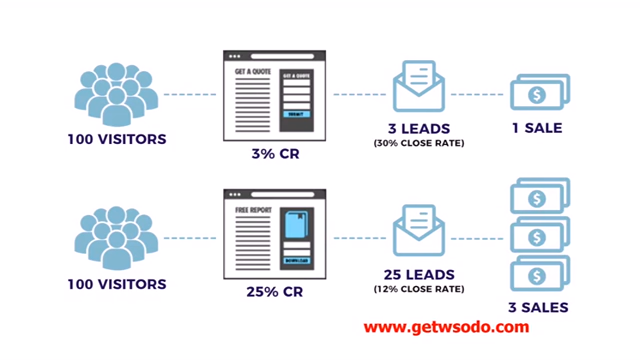 GET A QUOTE
GET A QUOTE
SUBMIT
100 VISITORS
3% CR
3 LEADS
(30% CLOSE RATE)
1 SALE
FREE REPORT
DOWNLOAD
100 VISITORS
25% CR
25 LEADS
(12% CLOSE RATE)
3 SALES
www.getwsodo.com